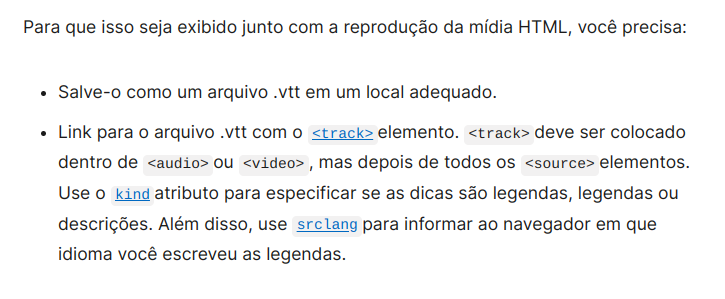 Para que isso seja exibido junto com a reprodução da mídia HTML, você precisa:
• Salve-o como um arquivo .vtt em um local adequado.
• Link para o arquivo .vtt com o <track> elemento. <track> deve ser colocado
dentro de <audio> ou <video> , mas depois de todos os <source> elementos.
Use o kind atributo para especificar se as dicas são legendas, legendas ou
descrições. Além disso, use srclang para informar ao navegador em que
idioma você escreveu as legendas.